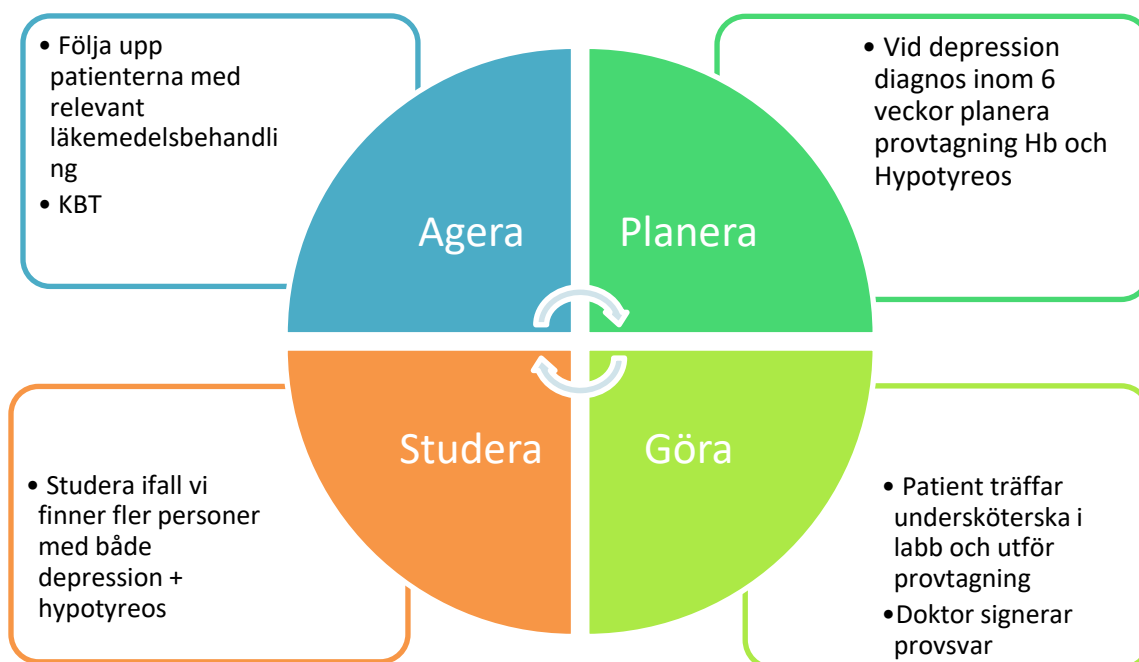 • Följa upp
patienterna med
relevant
läkemedelsbehandli
ng
• KBT
Agera
Planera
• Vid depression
diagnos inom 6
veckor planera
provtagning Hb och
Hypotyreos
Studera
Göra
• Studera ifall vi
finner fler personer
med både
depression +
hypotyreos
• Patient träffar
undersköterska i
labb och utför
provtagning
•Doktor signerar
provsvar